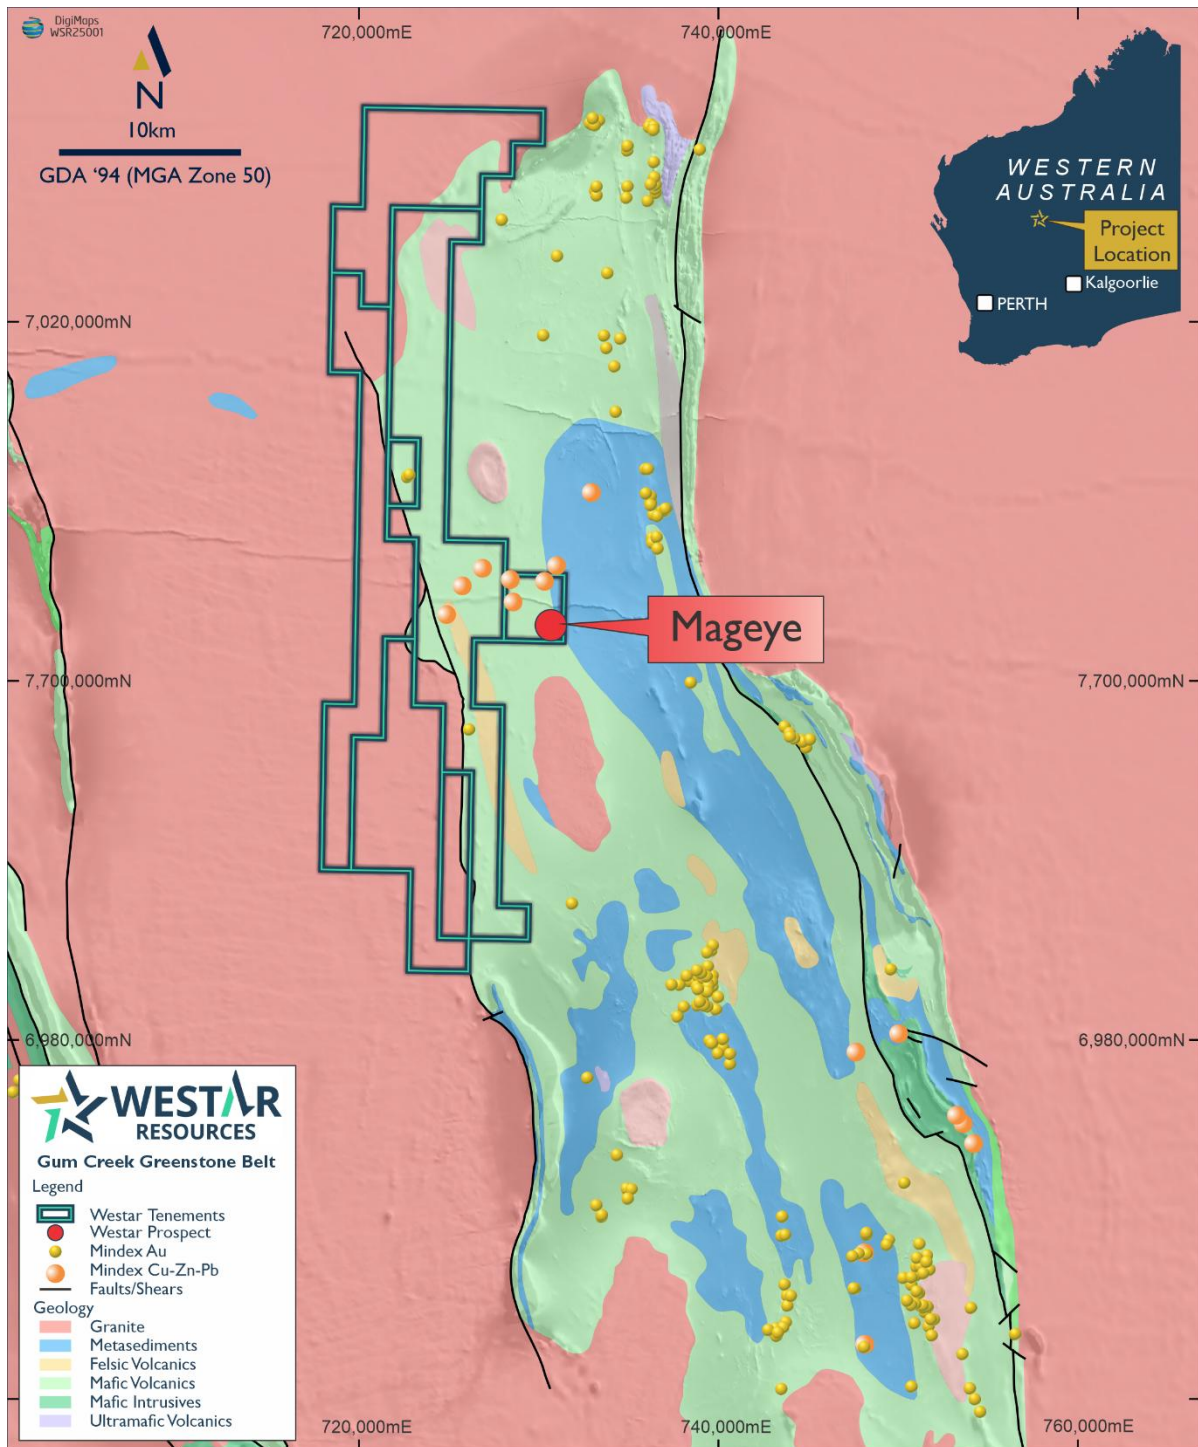 DigiMaps
WSR25001
720,000mE
740,000mE
N
10km
GDA '94 (MGA Zone 50)
WESTERN
AUSTRALIA
Project
Location
Kalgoorlie
PERTH
7,020,000mN
Mageye
7,700,000mN
7,700,000mN
6,980,000mN
6,980,000mN
WESTAR
RESOURCES
Gum Creek Greenstone Belt
Legend
Westar Tenements
Westar Prospect
Mindex Au
Mindex Cu-Zn-Pb
Faults/Shears
Geology
Granite
Metasediments
Felsic Volcanics
Mafic Volcanics
Mafic Intrusives
Ultramafic Volcanics
720,000mE
740,000mE
760,000mE